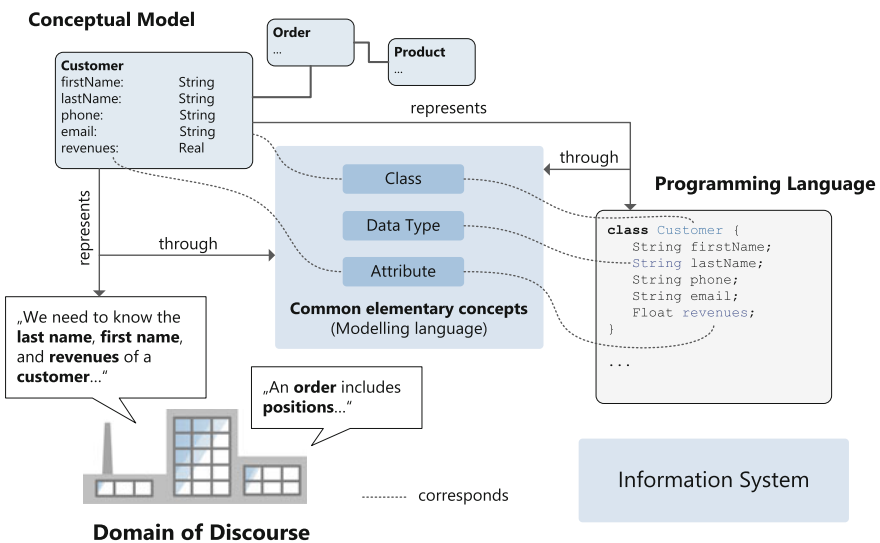 Conceptual Model
Order
...
Product
...
Customer
firstName: String
lastName: String
phone: String
email: String
revenues: Real
represents
through
represents
through
Class
Data Type
Attribute
Common elementary concepts
(Modelling language)
Programming Language
class Customer {
String firstName;
String lastName;
String phone;
String email;
Float revenues;
}
...
„We need to know the
last name, first name,
and revenues of a
customer...“
„An order includes
positions...“
corresponds
Information System
Domain of Discourse